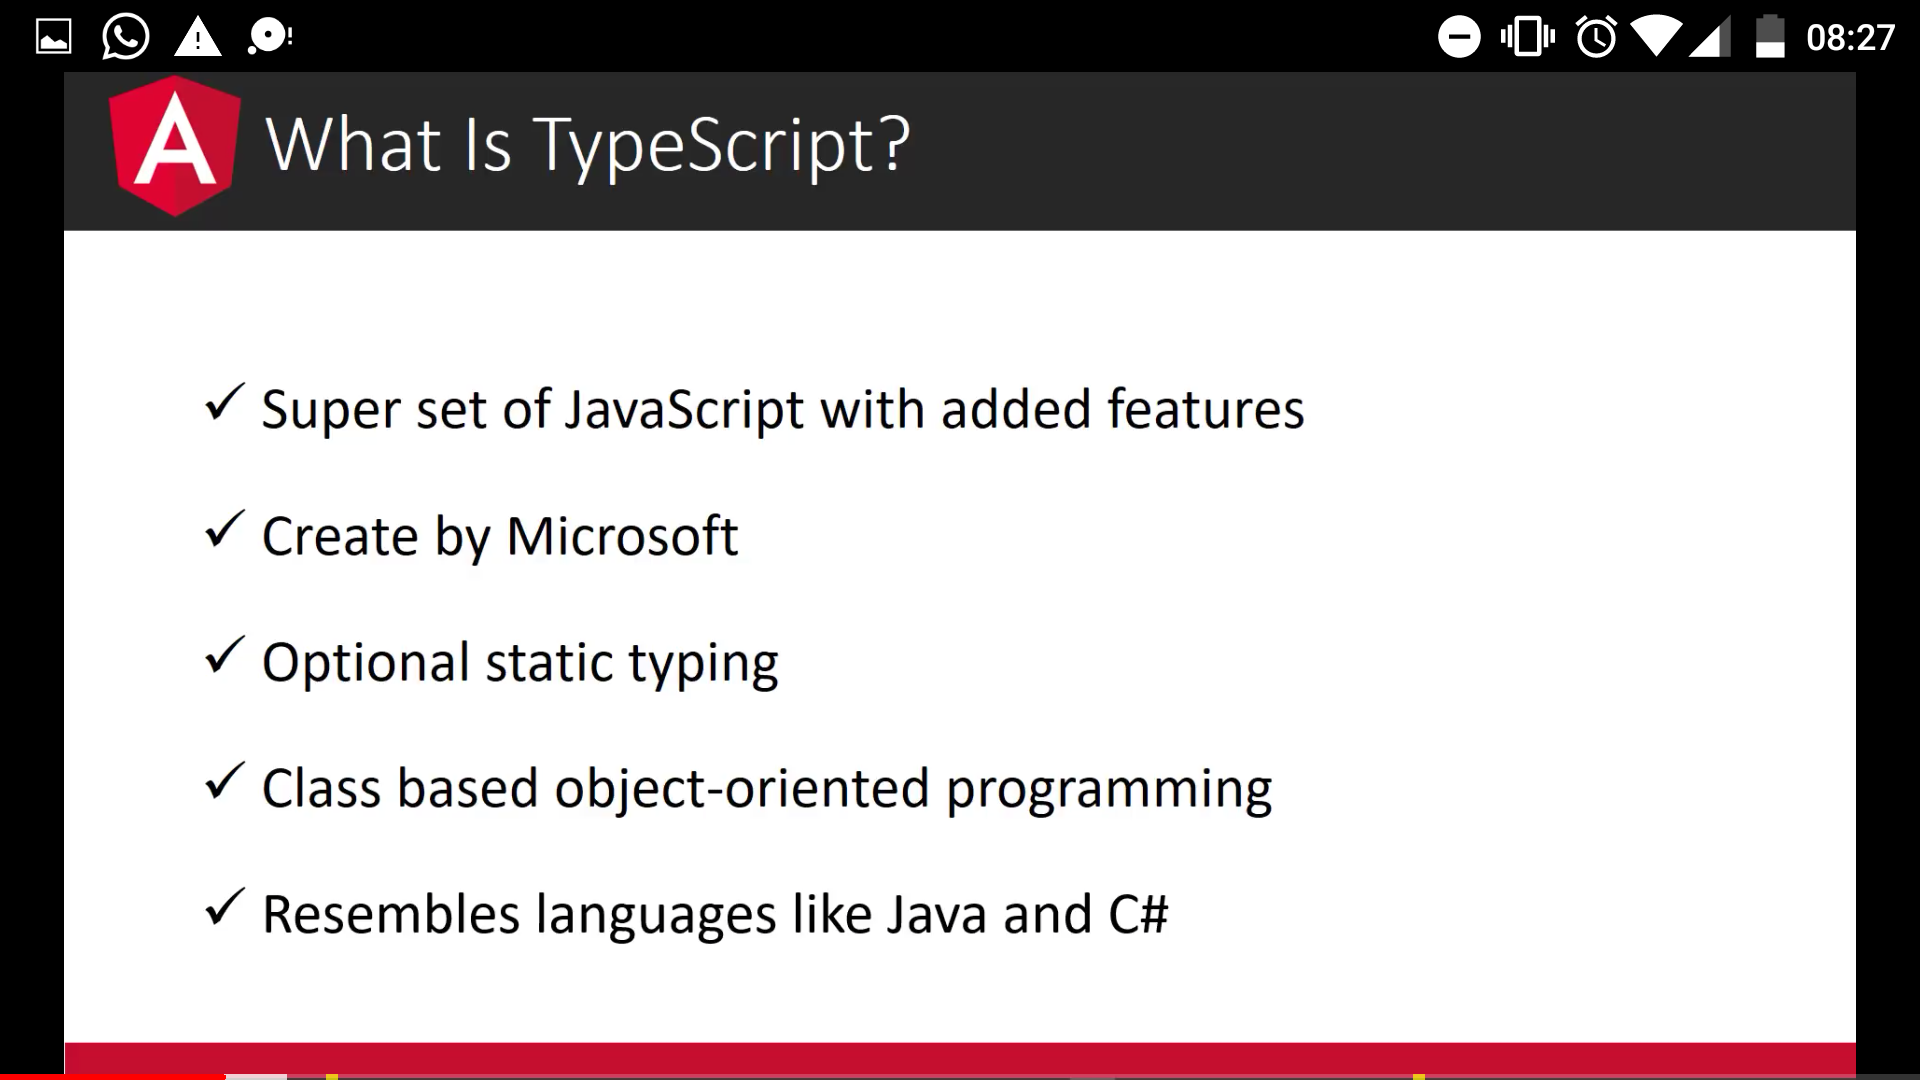 08:27
What Is TypeScript?
✓ Super set of JavaScript with added features
✓ Create by Microsoft
✓ Optional static typing
✓ Class based object-oriented programming
✓ Resembles languages like Java and C#